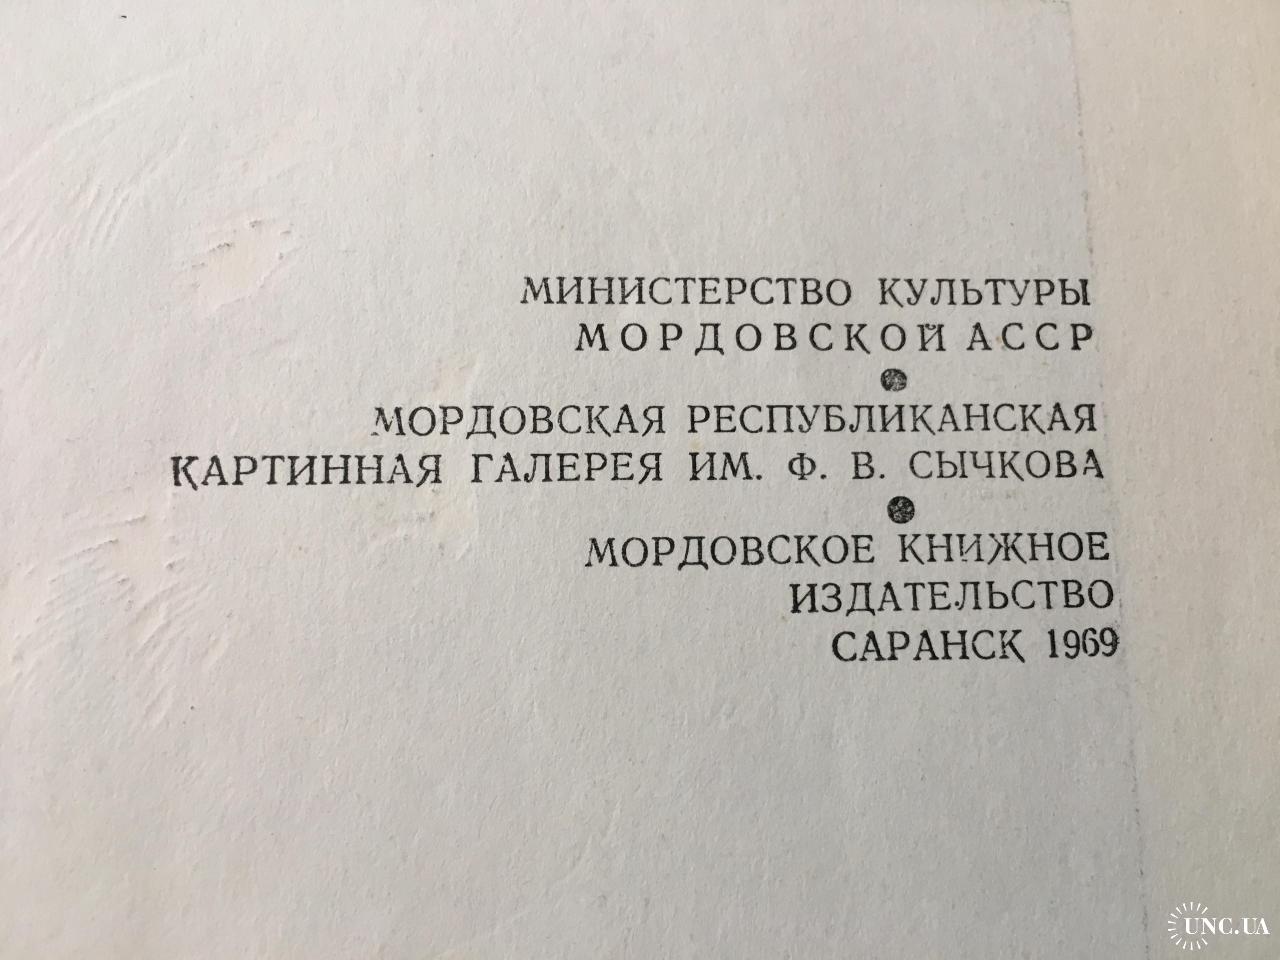 МИНИСТЕРСТВО КУЛЬТУРЫ
МОРДОВСКОЙ АССР
МОРДОВСКАЯ РЕСПУБЛИКАНСКАЯ
КАРТИННАЯ ГАЛЕРЕЯ ИМ. Ф. В. СЫЧКОВА
МОРДОВСКОЕ КНИЖНОЕ
ИЗДАТЕЛЬСТВО
САРАНСК 1969
UNC.UA